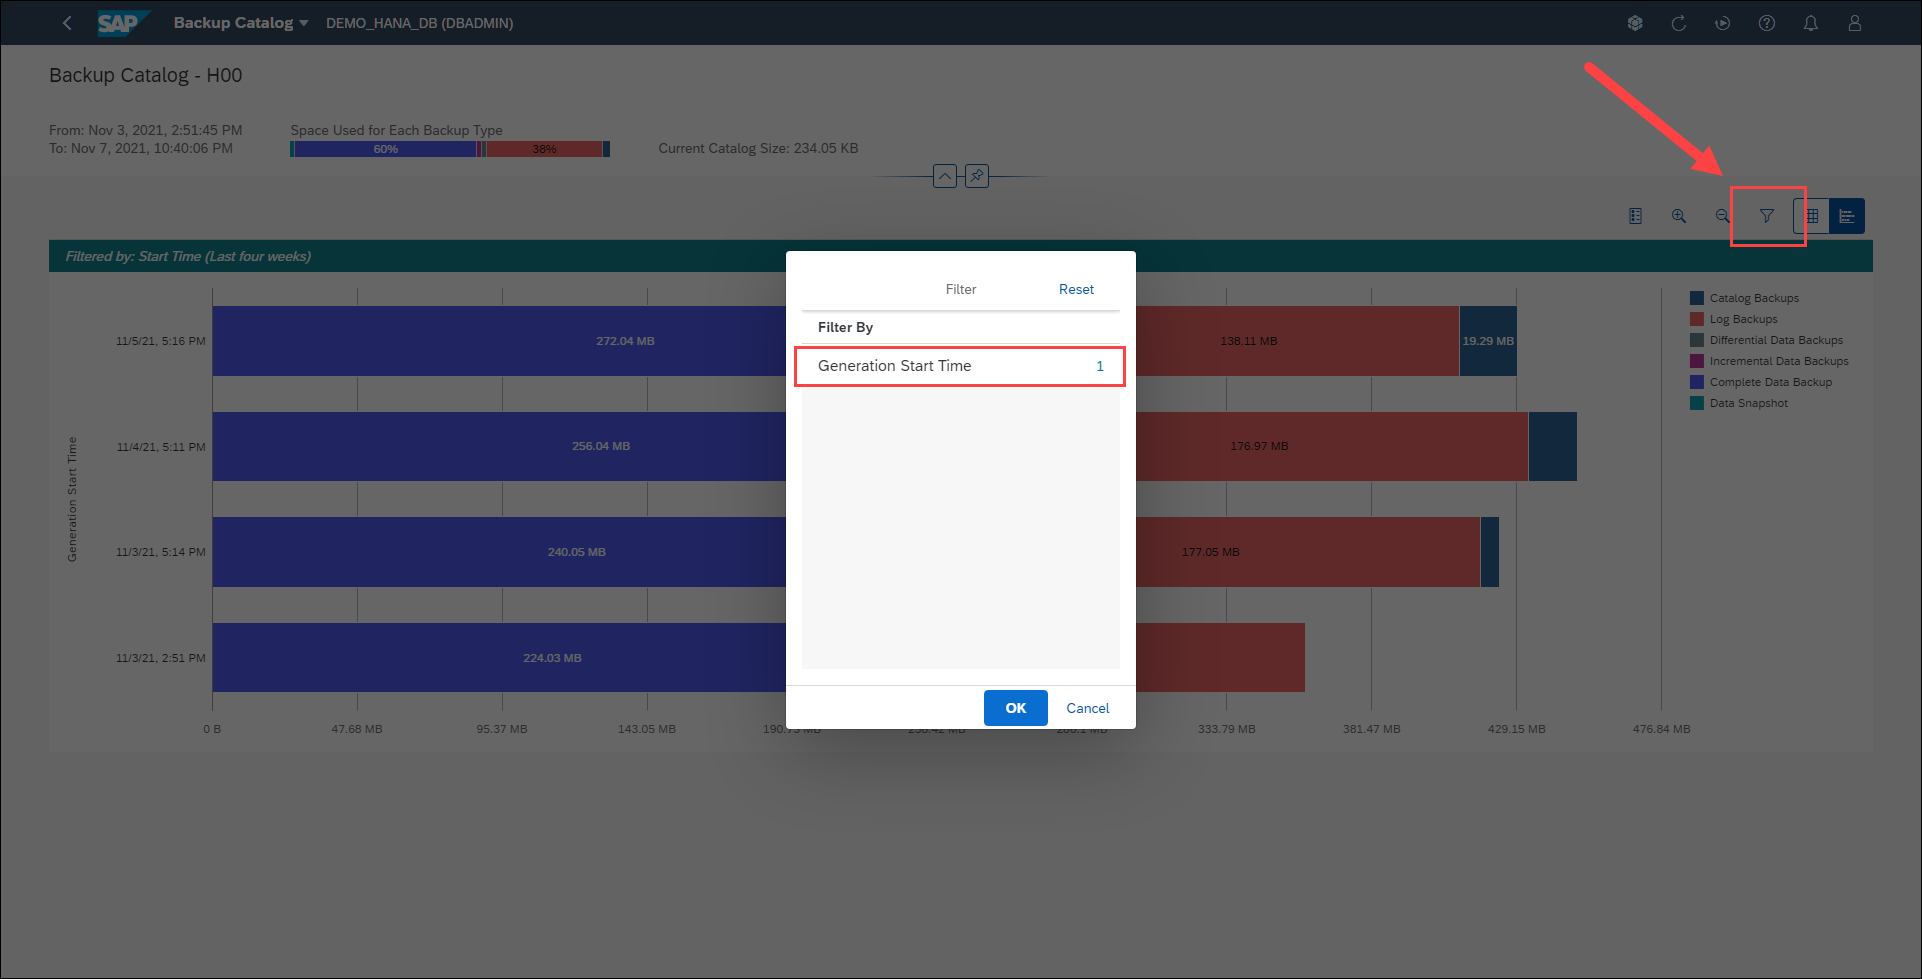 SAP
Backup Catalog
DEMO_HANA_DB (DBADMIN)
Backup Catalog - H00
From: Nov 3, 2021, 2:51:45 PM
To: Nov 7, 2021, 10:40:06 PM
Space Used for Each Backup Type
60%
38%
Current Catalog Size: 234.05 KB
Filtered by: Start Time (Last four weeks)
Filter
Reset
Filter By
Generation Start Time
1
OK
Cancel
Generation Start Time
11/5/21, 5:16 PM
272.04 MB
138.11 MB
19.29 MB
11/4/21, 5:11 PM
256.04 MB
176.97 MB
11/3/21, 5:14 PM
240.05 MB
177.05 MB
11/3/21, 2:51 PM
224.03 MB
0 B
47.68 MB
95.37 MB
143.05 MB
333.79 MB
381.47 MB
429.15 MB
476.84 MB
Catalog Backups
Log Backups
Differential Data Backups
Incremental Data Backups
Complete Data Backup
Data Snapshot